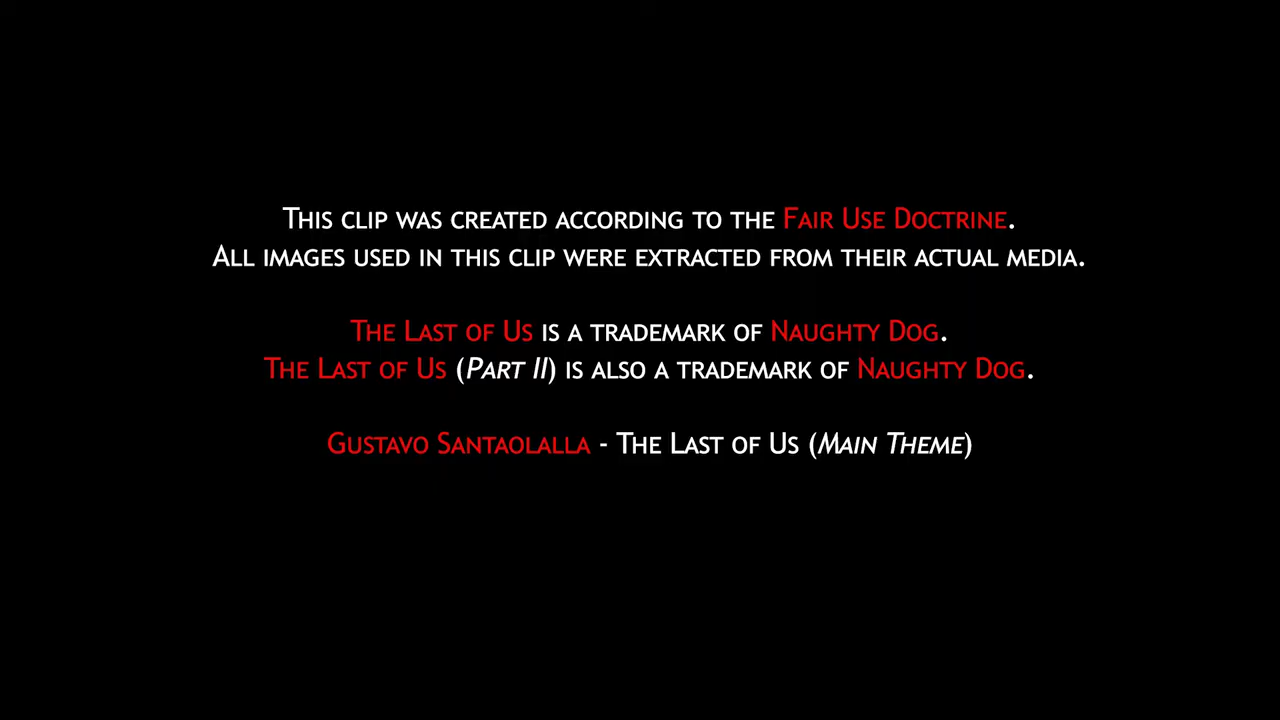 This clip was created according to the Fair Use Doctrine.
All images used in this clip were extracted from their actual media.
The Last of Us is a trademark of Naughty Dog.
The Last of Us (Part II) is also a trademark of Naughty Dog.
Gustavo Santaolalla - The Last of Us (Main Theme)